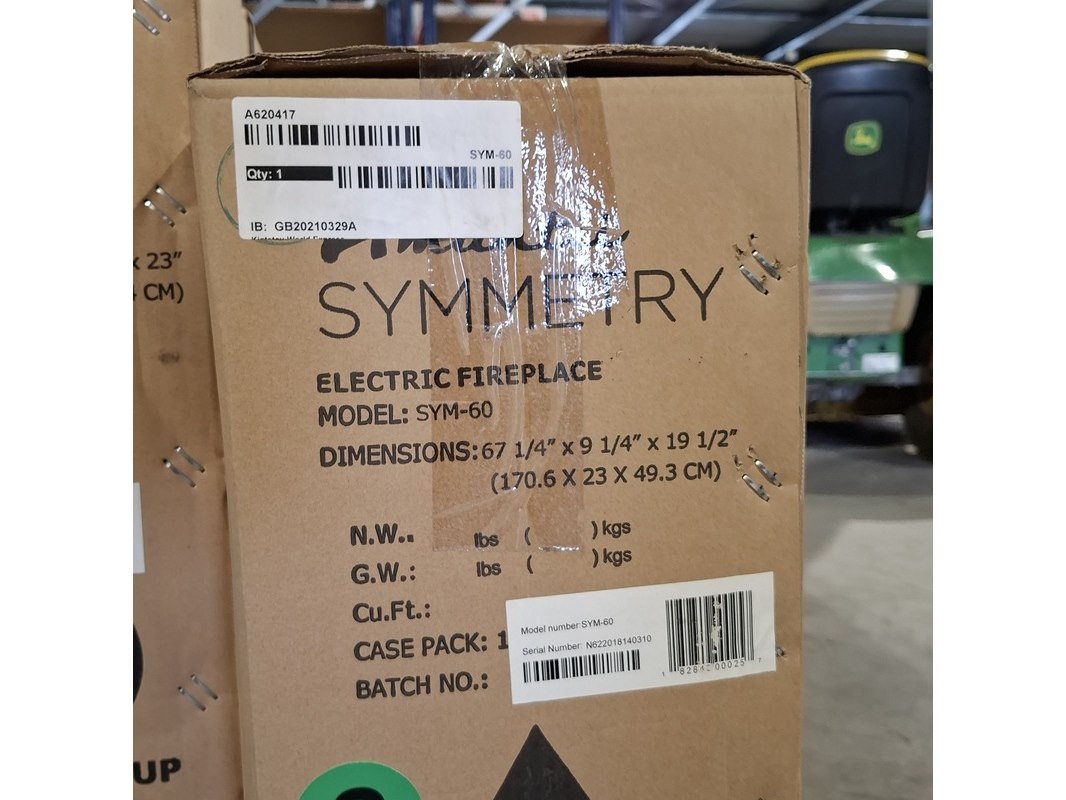 A620417
SYM-60
Qty: 1
IB: GB20210329A
SYMMETRY
ELECTRIC FIREPLACE
MODEL: SYM-60
DIMENSIONS: 67 1/4” x 9 1/4” x 19 1/2”
(170.6 X 23 X 49.3 CM)
N.W.. lbs ( ) kgs
G.W.: lbs ( ) kgs
Cu.Ft.:
CASE PACK: 1
BATCH NO.:
Model number:SYM-60
Serial Number: N622018140310
x 23”
CM)
UP